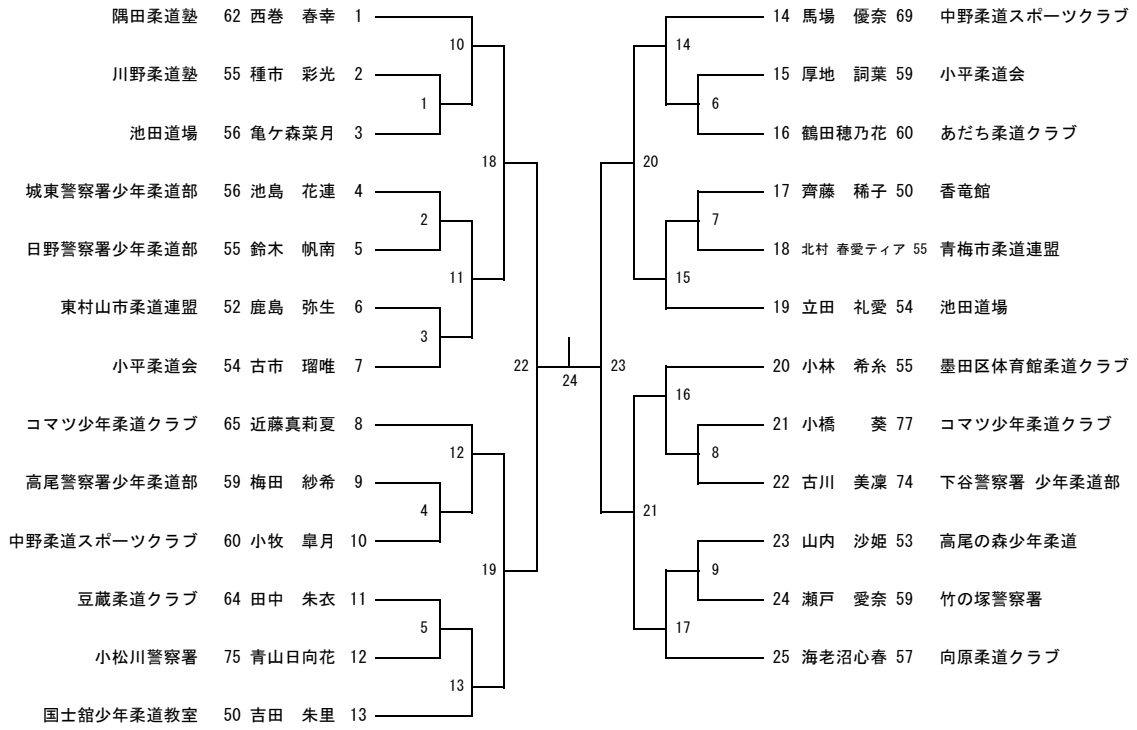 隅田柔道塾 62 西巻 春幸 1
川野柔道塾 55 種市 彩光 2
池田道場 56 亀ケ森菜月 3
城東警察署少年柔道部 56 池島 花連 4
日野警察署少年柔道部 55 鈴木 帆南 5
東村山市柔道連盟 52 鹿島 弥生 6
小平柔道会 54 古市 瑠唯 7
コマツ少年柔道クラブ 65 近藤真莉夏 8
高尾警察署少年柔道部 59 梅田 紗希 9
中野柔道スポーツクラブ 60 小牧 皐月 10
豆蔵柔道クラブ 64 田中 朱衣 11
小松川警察署 75 青山日向花 12
国士舘少年柔道教室 50 吉田 朱里 13
10
1
18
2
11
3
22
12
4
19
5
13
24
14
6
20
7
15
23
16
8
21
9
17
14 馬場 優奈 69 中野柔道スポーツクラブ
15 厚地 詞葉 59 小平柔道会
16 鶴田穂乃花 60 あだち柔道クラブ
17 齊藤 稀子 50 香竜館
18 北村 春愛ティア 55 青梅市柔道連盟
19 立田 礼愛 54 池田道場
20 小林 希糸 55 墨田区体育館柔道クラブ
21 小橋 葵 77 コマツ少年柔道クラブ
22 古川 美凜 74 下谷警察署 少年柔道部
23 山内 沙姫 53 高尾の森少年柔道
24 瀬戸 愛奈 59 竹の塚警察署
25 海老沼心春 57 向原柔道クラブ